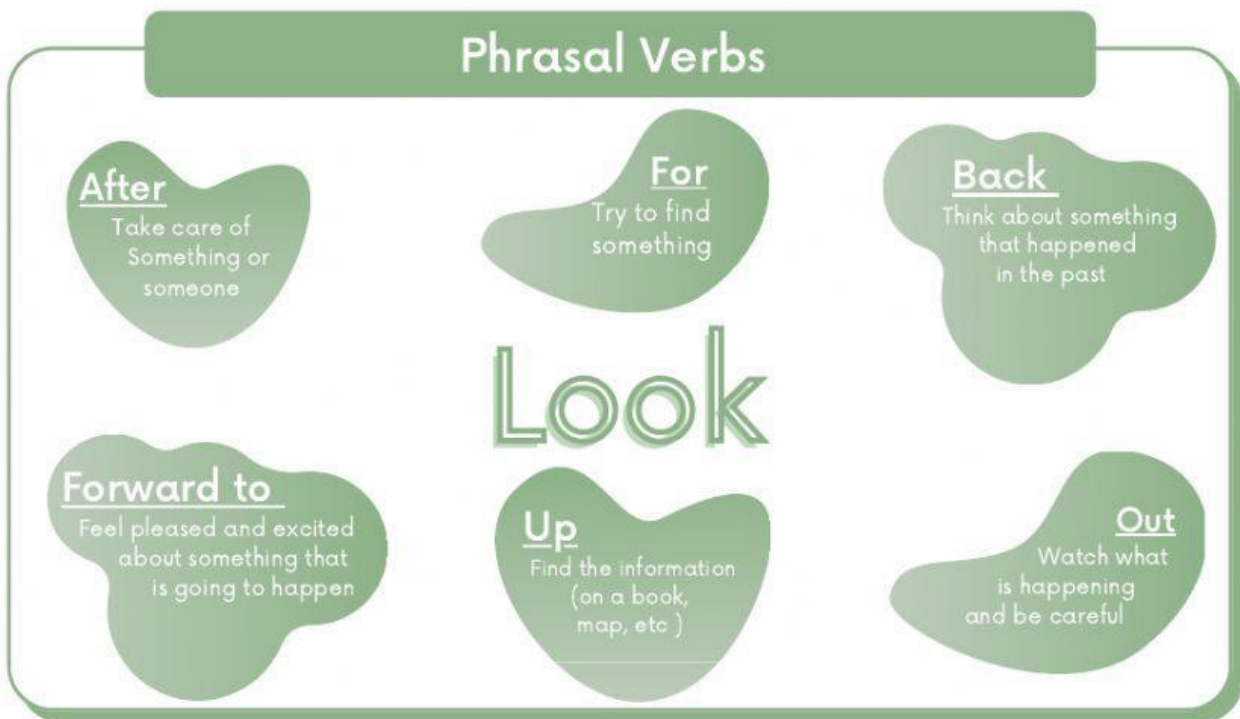 Phrasal Verbs
After
Take care of
Something or
someone
For
Try to find
something
Back
Think about something
that happened
in the past
Look
Forward to
Feel pleased and excited
about something that
is going to happen
Up
Find the information
(on a book,
map, etc )
Out
Watch what
is happening
and be careful